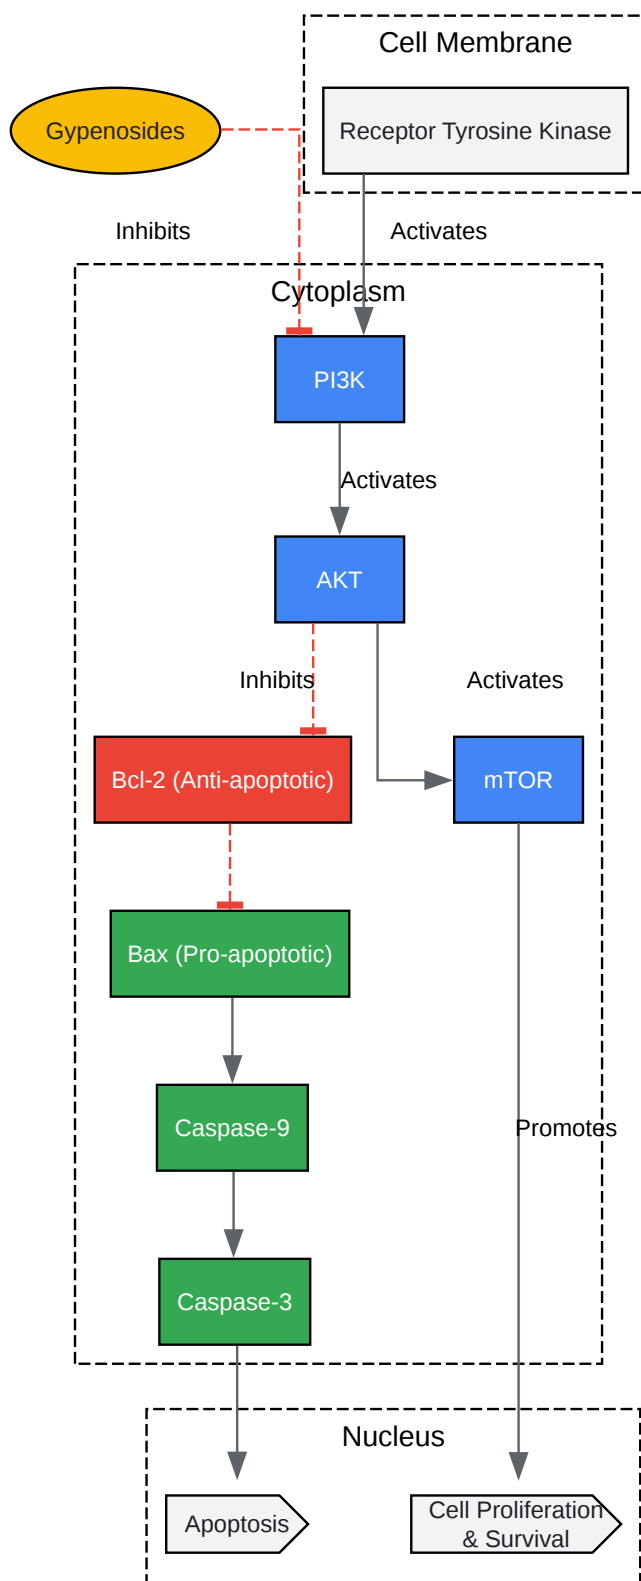 Cell Membrane
Gypenosides
Receptor Tyrosine Kinase
Inhibits
Activates
Cytoplasm
PI3K
Activates
AKT
Inhibits
Activates
Bcl-2 (Anti-apoptotic)
mTOR
Bax (Pro-apoptotic)
Caspase-9
Promotes
Caspase-3
Nucleus
Apoptosis
Cell Proliferation
& Survival